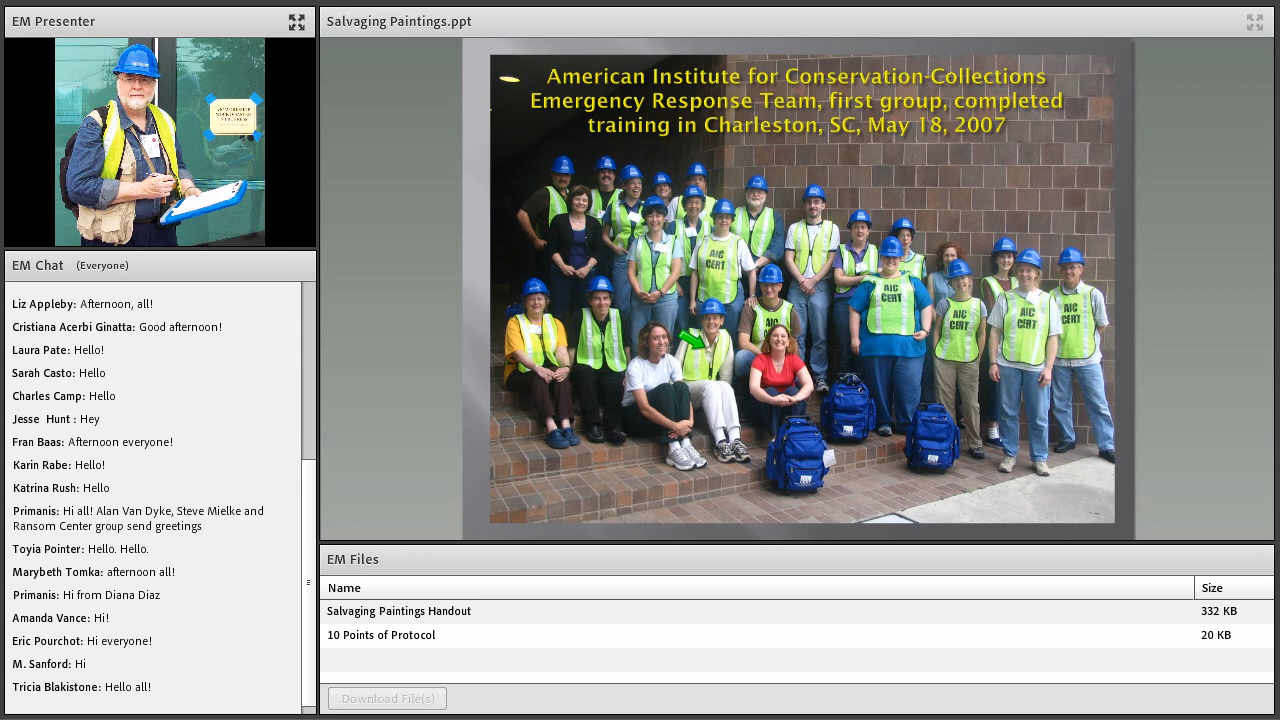 EM Presenter
EM Chat (Everyone)
Liz Appleby: Afternoon, all!
Cristiana Acerbi Ginatta: Good afternoon!
Laura Pate: Hello!
Sarah Casto: Hello
Charles Camp: Hello
Jesse Hunt : Hey
Fran Baas: Afternoon everyone!
Karin Rabe: Hello!
Katrina Rush: Hello
Primanis: Hi all! Alan Van Dyke, Steve Mielke and
Ransom Center group send greetings
Toyia Pointer: Hello. Hello.
Marybeth Tomka: afternoon all!
Primanis: Hi from Diana Diaz
Amanda Vance: Hi!
Eric Pourchot: Hi everyone!
M. Sanford: Hi
Tricia Blakistone: Hello all!
Salvaging Paintings.ppt
American Institute for Conservation-Collections
Emergency Response Team, first group, completed
training in Charleston, SC, May 18, 2007
AIC
CERT
AIC
CERT
AIC
CERT
AIC
CERT
AIC
CERT
AIC
CERT
EM Files
Name Size
Salvaging Paintings Handout 332 KB
10 Points of Protocol 20 KB
Download File(s)